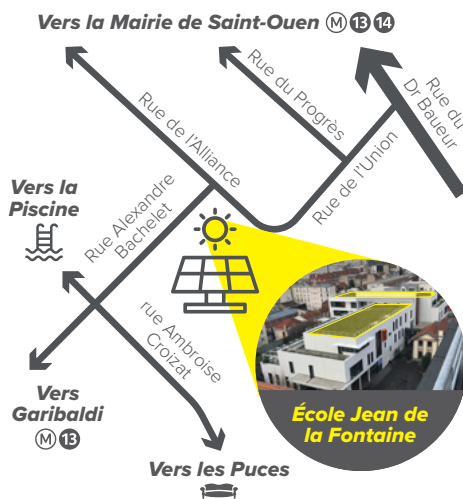 Vers la Mairie de Saint-Ouen M 13 14
Rue du
Dr Baueur
Rue du Progrès
Rue de l'Alliance
Rue de l'Union
Vers la
Piscine
Rue Alexandre
Bachelet
rue Ambroise
Croizat
Vers
Garibaldi
M 13
École Jean de
la Fontaine
Vers les Puces